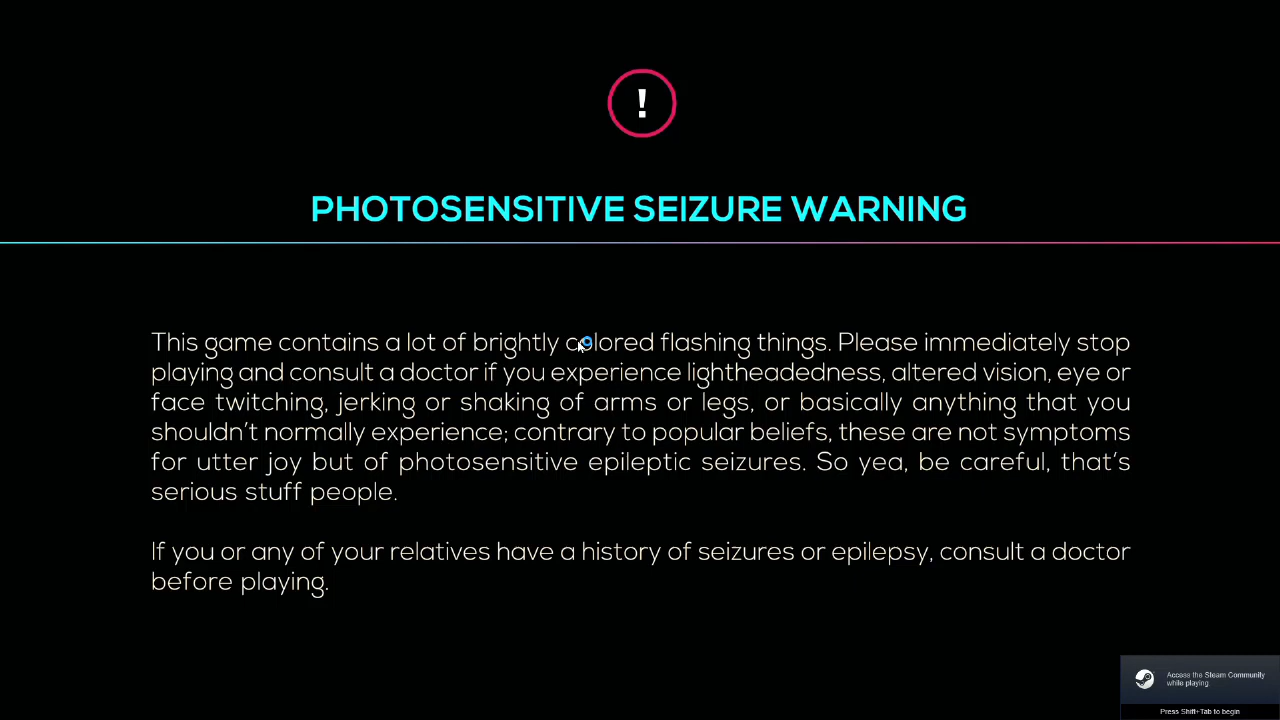 !
PHOTOSENSITIVE SEIZURE WARNING
This game contains a lot of brightly colored flashing things. Please immediately stop
playing and consult a doctor if you experience lightheadedness, altered vision, eye or
face twitching, jerking or shaking of arms or legs, or basically anything that you
shouldn't normally experience; contrary to popular beliefs, these are not symptoms
for utter joy but of photosensitive epileptic seizures. So yea, be careful, that's
serious stuff people.
If you or any of your relatives have a history of seizures or epilepsy, consult a doctor
before playing.
Access the Steam Community
while playing
Press Shift+Tab to begin